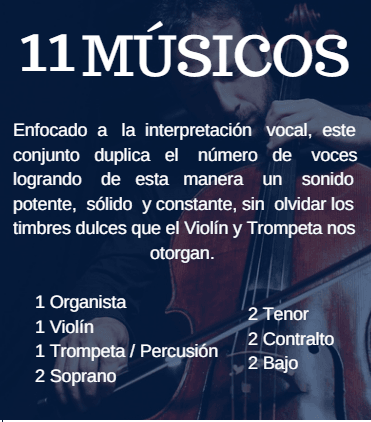 11 MÚSICOS
Enfocado a la interpretación vocal, este
conjunto duplica el número de voces
logrando de esta manera un sonido
potente, sólido y constante, sin olvidar los
timbres dulces que el Violín y Trompeta nos
otorgan.
1 Organista
1 Violín
1 Trompeta / Percusión
2 Soprano
2 Tenor
2 Contralto
2 Bajo